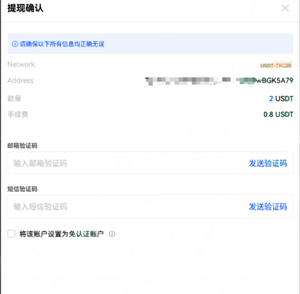 提现确认
请确保以下所有信息均正确无误
Network
USDT-TRC20
Address
wBGK5A79
数量
2 USDT
手续费
0.8 USDT
邮箱验证码
输入邮箱验证码
发送验证码
短信验证码
输入短信验证码
发送验证码
将该账户设置为免认证账户